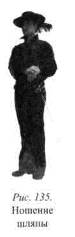 Рис. 135.
Ношение
шляпы